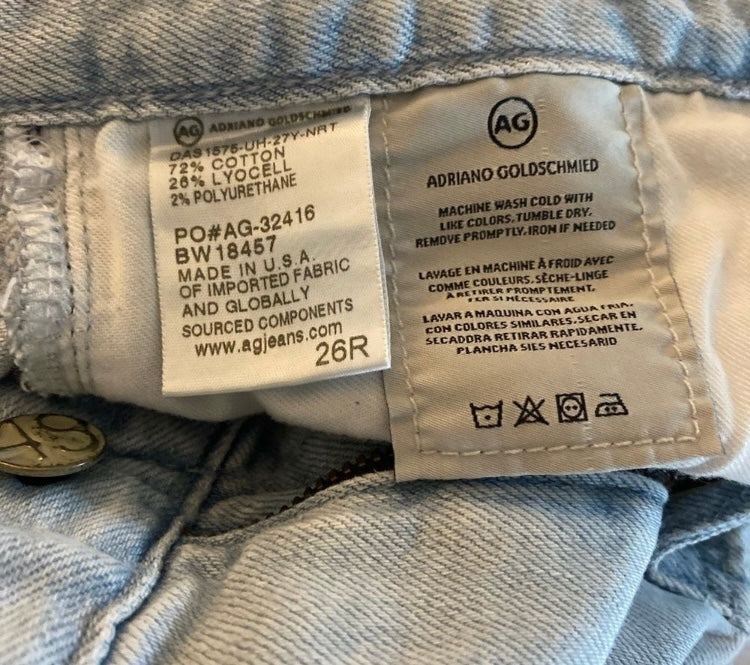 AG ADRIANO GOLDSCHMIED
DAS1575-UH-27Y-NRT
72% COTTON
26% LYOCELL
2% POLYURETHANE
PO#AG-32416
BW18457
MADE IN U.S.A.
OF IMPORTED FABRIC
AND GLOBALLY
SOURCED COMPONENTS
www.agjeans.com
26R
AG
ADRIANO GOLDSCHMIED
MACHINE WASH COLD WITH
LIKE COLORS, TUMBLE DRY.
REMOVE PROMPTLY, IRON IF NEEDED
LAVAGE EN MACHINE À FROID AVEC
COMME COULEURS, SÈCHE-LINGE
A RETIRER PROMPTEMENT,
FER SI NÉCESSAIRE
LAVAR A MAQUINA CON AGUA FRIA.
CON COLORES SIMILARES, SECAR EN
SECADORA RETIRAR RAPIDAMENTE.
PLANCHA SIES NECESARIO